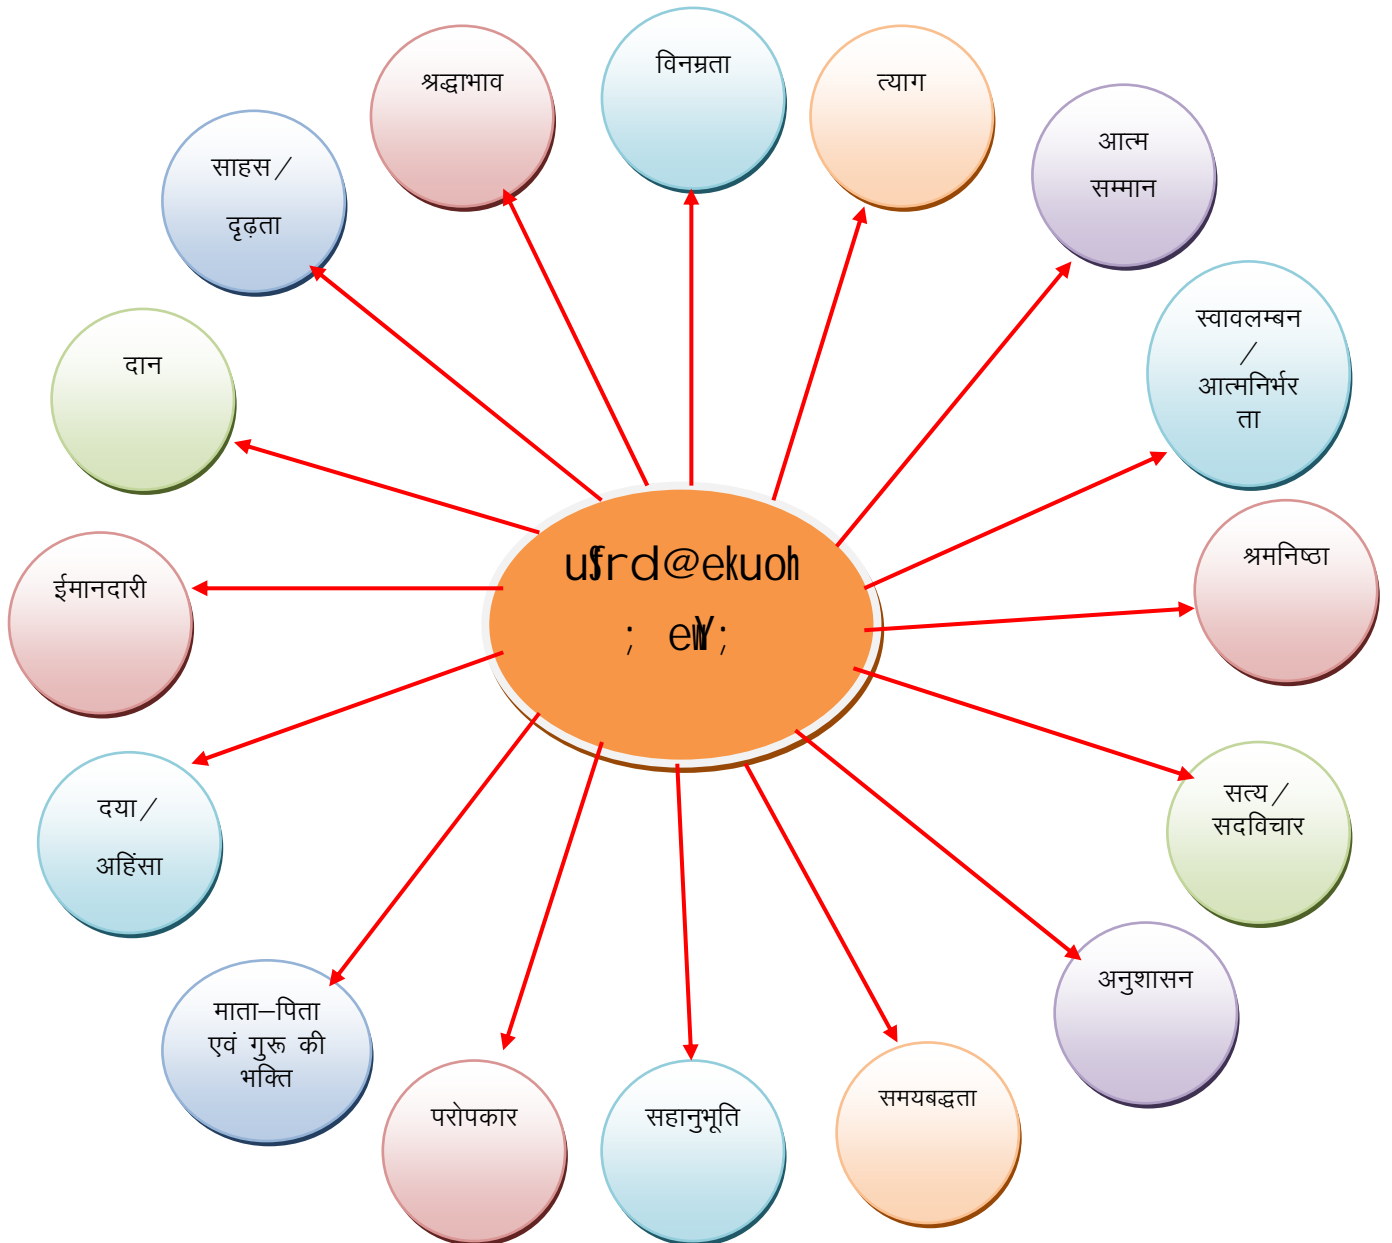 विनम्रता
श्रद्धाभाव
त्याग
आत्म
सम्मान
साहस/
दृढ़ता
स्वावलम्बन
/
आत्मनिर्भर
ता
दान
श्रमनिष्ठा
ईमानदारी
सत्य/
सदविचार
दया/
अहिंसा
अनुशासन
माता–पिता
एवं गुरू की
भक्ति
समयबद्धता
परोपकार
सहानुभूति